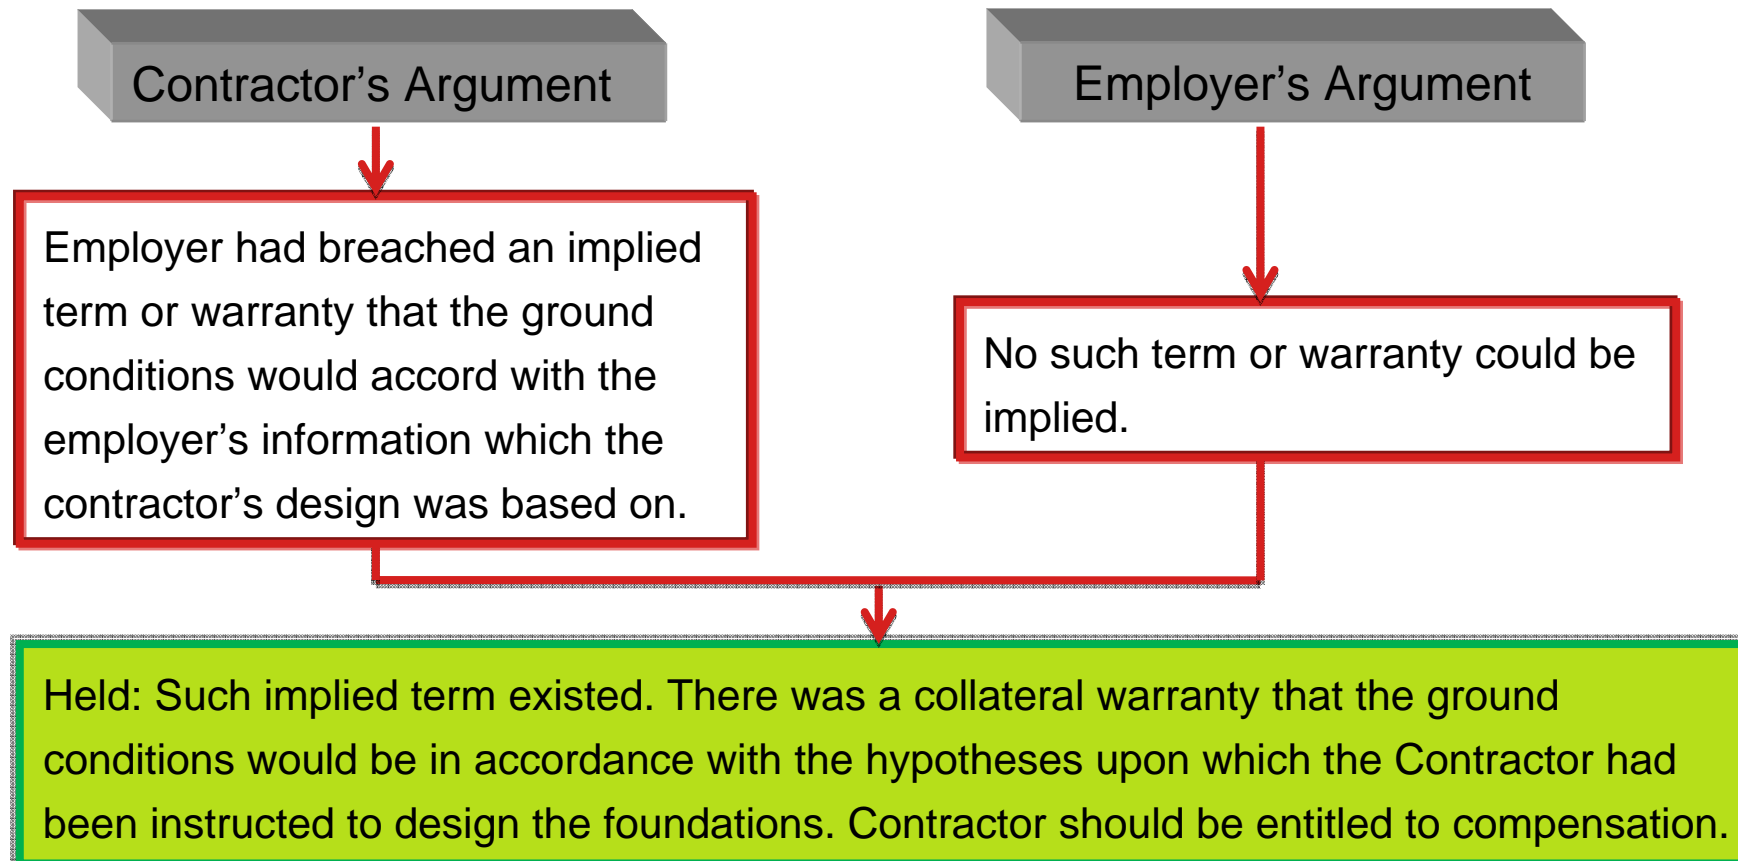 Contractor’s Argument
Employer’s Argument
Employer had breached an implied
term or warranty that the ground
conditions would accord with the
employer’s information which the
contractor’s design was based on.
No such term or warranty could be
implied.
Held: Such implied term existed. There was a collateral warranty that the ground
conditions would be in accordance with the hypotheses upon which the Contractor had
been instructed to design the foundations. Contractor should be entitled to compensation.